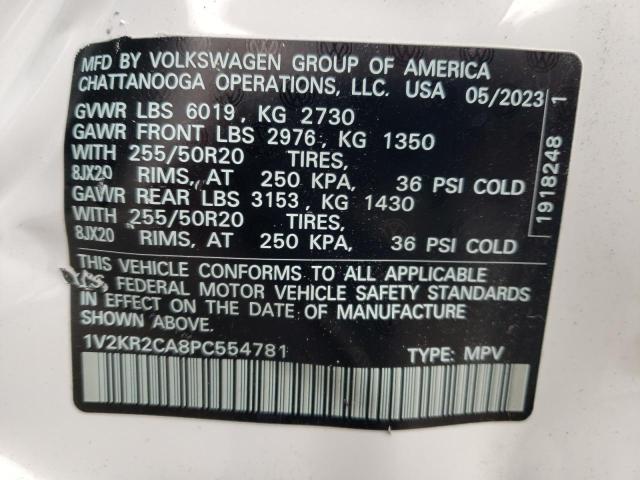 MFD BY VOLKSWAGEN GROUP OF AMERICA
CHATTANOOGA OPERATIONS, LLC. USA 05/2023
GVWR LBS 6019, KG 2730
GAWR FRONT LBS 2976, KG 1350
WITH 255/50R20 TIRES,
8JX20 RIMS, AT 250 KPA, 36 PSI COLD
GAWR REAR LBS 3153, KG 1430
WITH 255/50R20 TIRES,
8JX20 RIMS, AT 250 KPA, 36 PSI COLD
THIS VEHICLE CONFORMS TO ALL APPLICABLE
FEDERAL MOTOR VEHICLE SAFETY STANDARDS
IN EFFECT ON THE DATE OF MANUFACTURE
SHOWN ABOVE.
1V2KR2CA8PC554781 TYPE: MPV
1918248 1